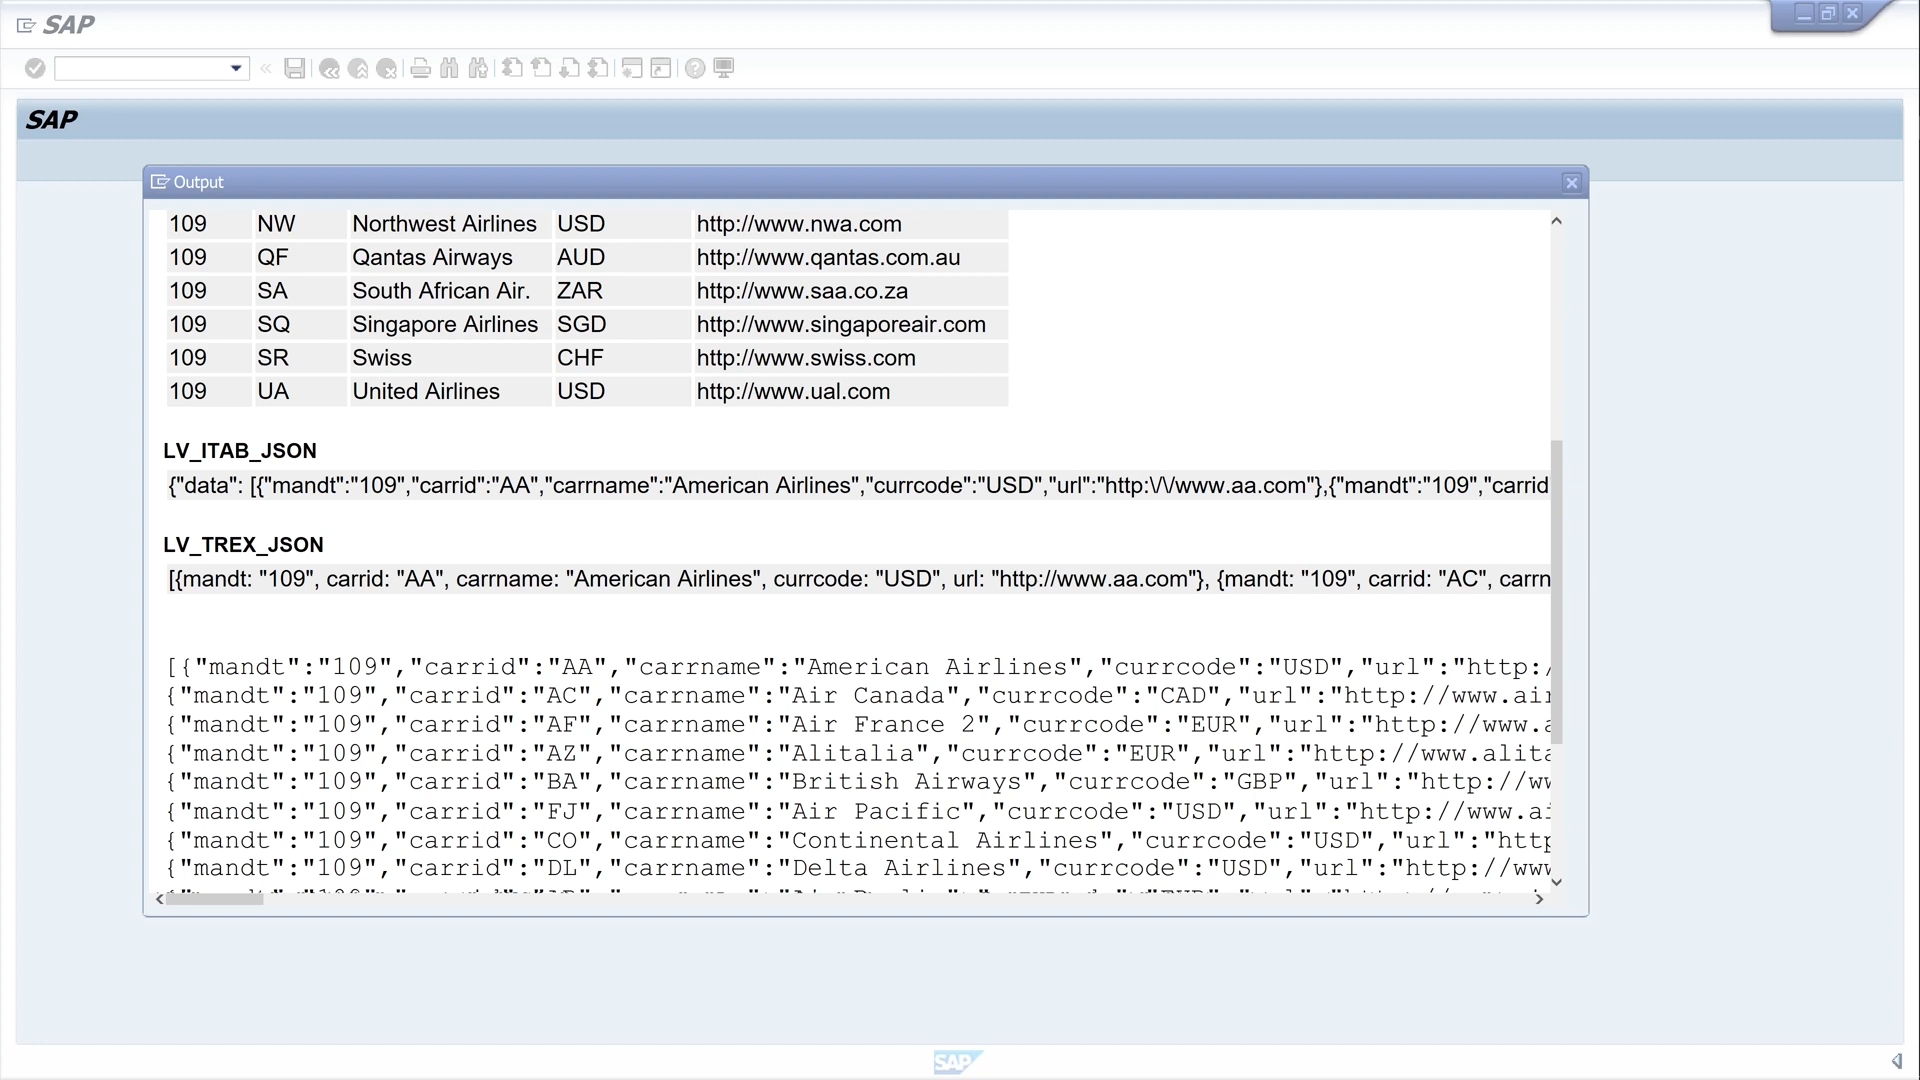 SAP
SAP
Output
109 NW Northwest Airlines USD http://www.nwa.com
109 QF Qantas Airways AUD http://www.qantas.com.au
109 SA South African Air. ZAR http://www.saa.co.za
109 SQ Singapore Airlines SGD http://www.singaporeair.com
109 SR Swiss CHF http://www.swiss.com
109 UA United Airlines USD http://www.ual.com
LV_ITAB_JSON
{"data": [{"mandt":"109","carrid":"AA","carrname":"American Airlines","currcode":"USD","url":"http:\/\/www.aa.com"},{"mandt":"109","carrid
LV_TREX_JSON
[{mandt: "109", carrid: "AA", carrname: "American Airlines", currcode: "USD", url: "http://www.aa.com"}, {mandt: "109", carrid: "AC", carrn
[{"mandt":"109","carrid":"AA","carrname":"American Airlines","currcode":"USD","url":"http:/
{"mandt":"109","carrid":"AC","carrname":"Air Canada","currcode":"CAD","url":"http://www.air
{"mandt":"109","carrid":"AF","carrname":"Air France 2","currcode":"EUR","url":"http://www.a
{"mandt":"109","carrid":"AZ","carrname":"Alitalia","currcode":"EUR","url":"http://www.alita
{"mandt":"109","carrid":"BA","carrname":"British Airways","currcode":"GBP","url":"http://ww
{"mandt":"109","carrid":"FJ","carrname":"Air Pacific","currcode":"USD","url":"http://www.ai
{"mandt":"109","carrid":"CO","carrname":"Continental Airlines","currcode":"USD","url":"http
{"mandt":"109","carrid":"DL","carrname":"Delta Airlines","currcode":"USD","url":"http://www
SAP